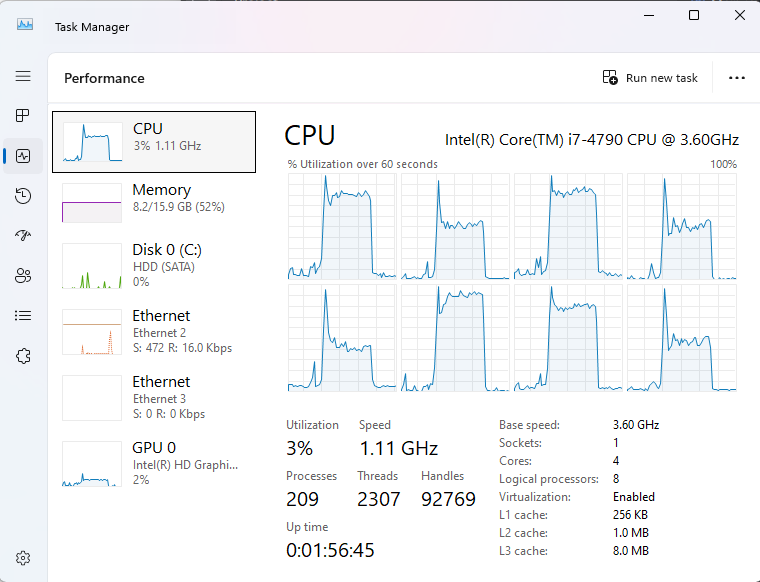 Task Manager
Performance
Run new task
CPU
3% 1.11 GHz
Memory
8.2/15.9 GB (52%)
Disk 0 (C:)
HDD (SATA)
0%
Ethernet
Ethernet 2
S: 472 R: 16.0 Kbps
Ethernet
Ethernet 3
S: 0 R: 0 Kbps
GPU 0
Intel(R) HD Graphi...
2%
CPU
Intel(R) Core(TM) i7-4790 CPU @ 3.60GHz
% Utilization over 60 seconds
100%
Utilization
Speed
3%
1.11 GHz
Processes
Threads
Handles
209
2307
92769
Up time
0:01:56:45
Base speed:
3.60 GHz
Sockets:
1
Cores:
4
Logical processors:
8
Virtualization:
Enabled
L1 cache:
256 KB
L2 cache:
1.0 MB
L3 cache:
8.0 MB